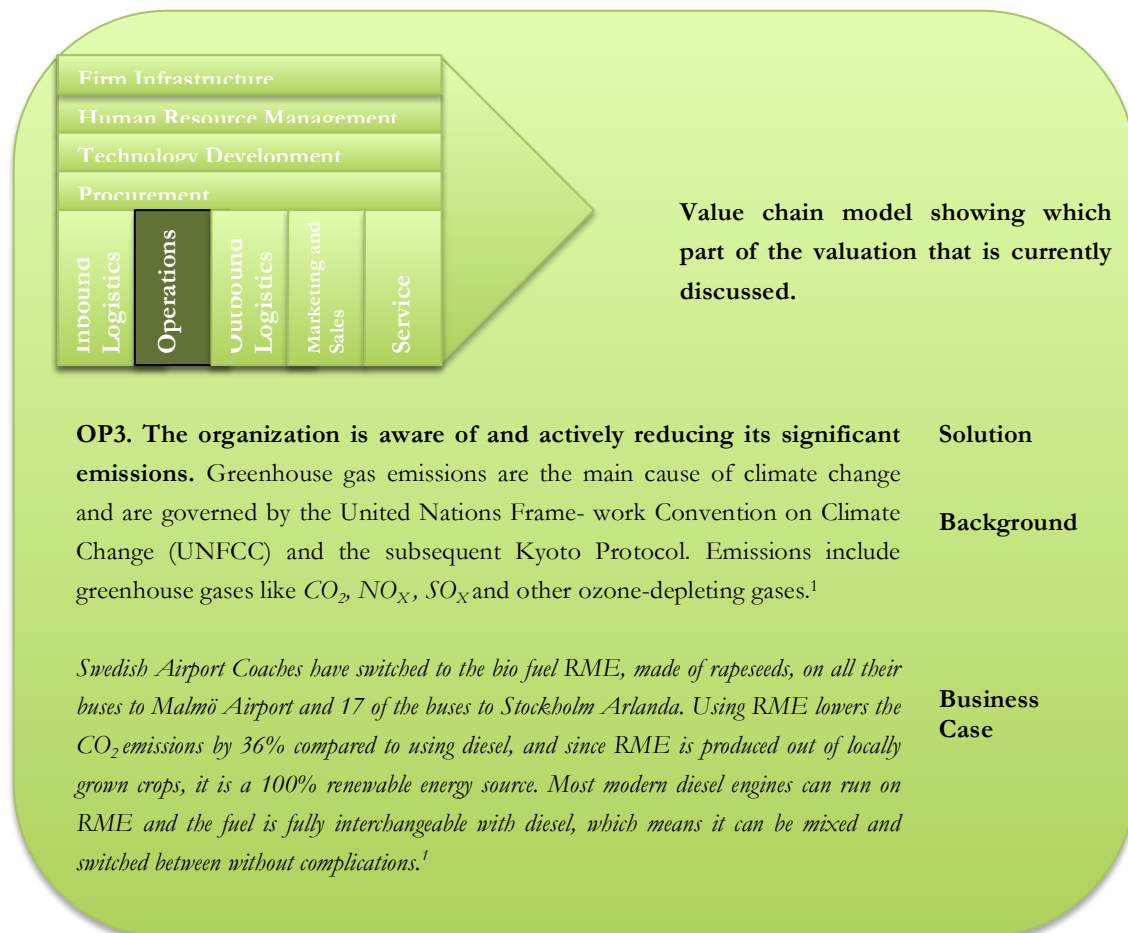 Firm Infrastructure
Human Resource Management
Technology Development
Procurement
Inbound
Logistics
Operations
Outbound
Logistics
Marketing and
Sales
Service
Value chain model showing which
part of the valuation that is currently
discussed.
OP3. The organization is aware of and actively reducing its significant
emissions. Greenhouse gas emissions are the main cause of climate change
and are governed by the United Nations Frame- work Convention on Climate
Change (UNFCC) and the subsequent Kyoto Protocol. Emissions include
greenhouse gases like CO₂, NOₓ, SOₓ and other ozone-depleting gases.¹
Solution
Background
Swedish Airport Coaches have switched to the bio fuel RME, made of rapeseeds, on all their
buses to Malmö Airport and 17 of the buses to Stockholm Arlanda. Using RME lowers the
CO₂ emissions by 36% compared to using diesel, and since RME is produced out of locally
grown crops, it is a 100% renewable energy source. Most modern diesel engines can run on
RME and the fuel is fully interchangeable with diesel, which means it can be mixed and
switched between without complications.¹
Business
Case